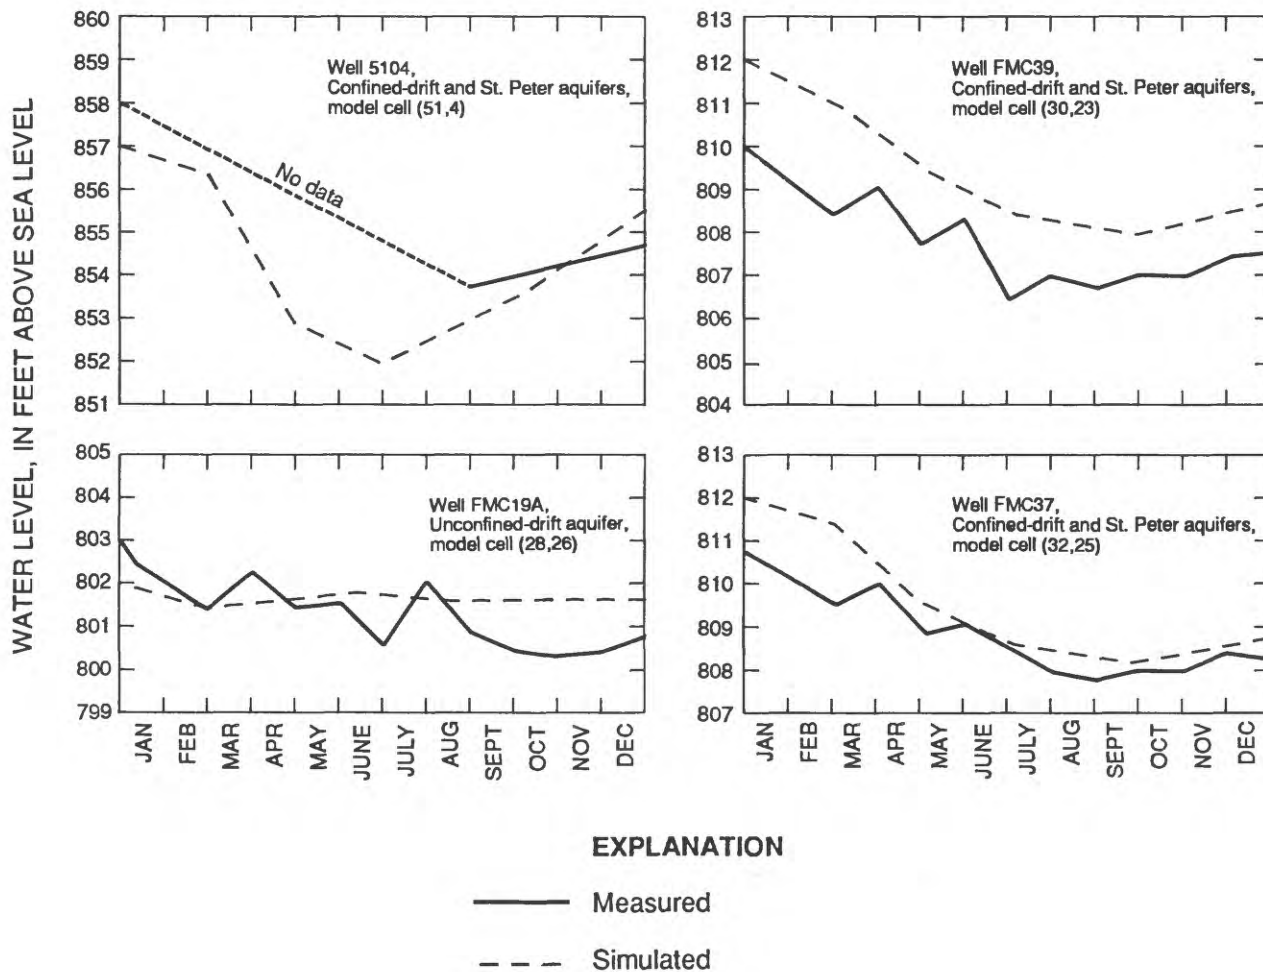 WATER LEVEL, IN FEET ABOVE SEA LEVEL
860
859
858
857
856
855
854
853
852
851
Well 5104,
Confined-drift and St. Peter aquifers,
model cell (51,4)
No data
813
812
811
810
809
808
807
806
805
804
Well FMC39,
Confined-drift and St. Peter aquifers,
model cell (30,23)
805
804
803
802
801
800
799
Well FMC19A,
Unconfined-drift aquifer,
model cell (28,26)
JAN
FEB
MAR
APR
MAY
JUNE
JULY
AUG
SEPT
OCT
NOV
DEC
813
812
811
810
809
808
807
Well FMC37,
Confined-drift and St. Peter aquifers,
model cell (32,25)
JAN
FEB
MAR
APR
MAY
JUNE
JULY
AUG
SEPT
OCT
NOV
DEC
EXPLANATION
Measured
Simulated